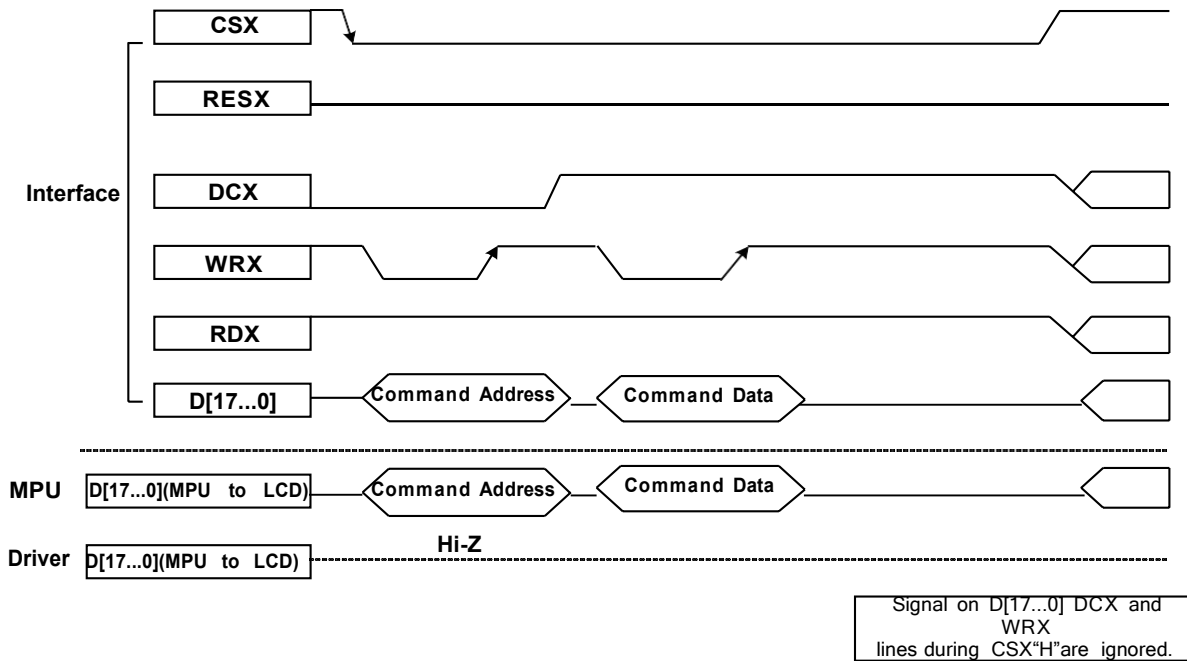 CSX
RESX
Interface
DCX
WRX
RDX
D[17...0]
Command Address
Command Data
MPU
D[17...0](MPU to LCD)
Command Address
Command Data
Hi-Z
Driver
D[17...0](MPU to LCD)
Signal on D[17...0] DCX and
WRX
lines during CSX“H”are ignored.